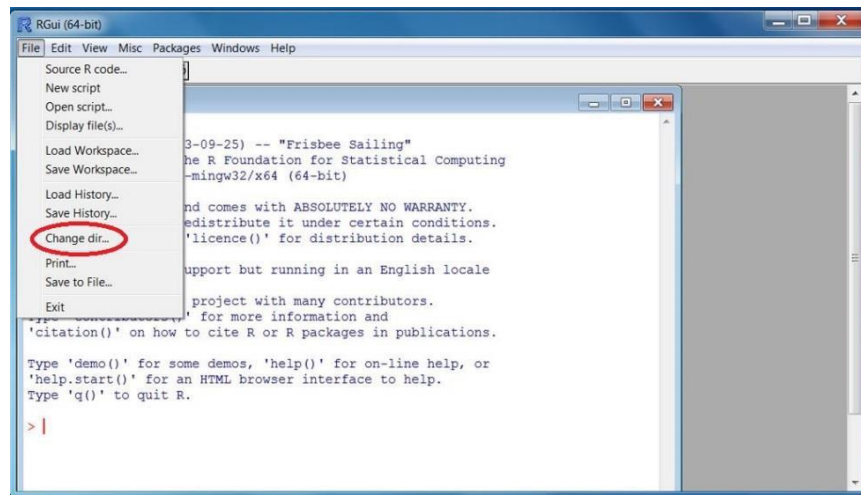 RGui (64-bit)
File Edit View Misc Packages Windows Help
Source R code...
New script
Open script...
Display file(s)...
Load Workspace...
Save Workspace...
Load History...
Save History...
Change dir...
Print...
Save to File...
Exit
3-09-25) -- "Frisbee Sailing"
he R Foundation for Statistical Computing
-mingw32/x64 (64-bit)
nd comes with ABSOLUTELY NO WARRANTY.
edistribute it under certain conditions.
'licence()' for distribution details.
upport but running in an English locale
project with many contributors.
Type 'contributors()' for more information and
'citation()' on how to cite R or R packages in publications.
Type 'demo()' for some demos, 'help()' for on-line help, or
'help.start()' for an HTML browser interface to help.
Type 'q()' to quit R.
>